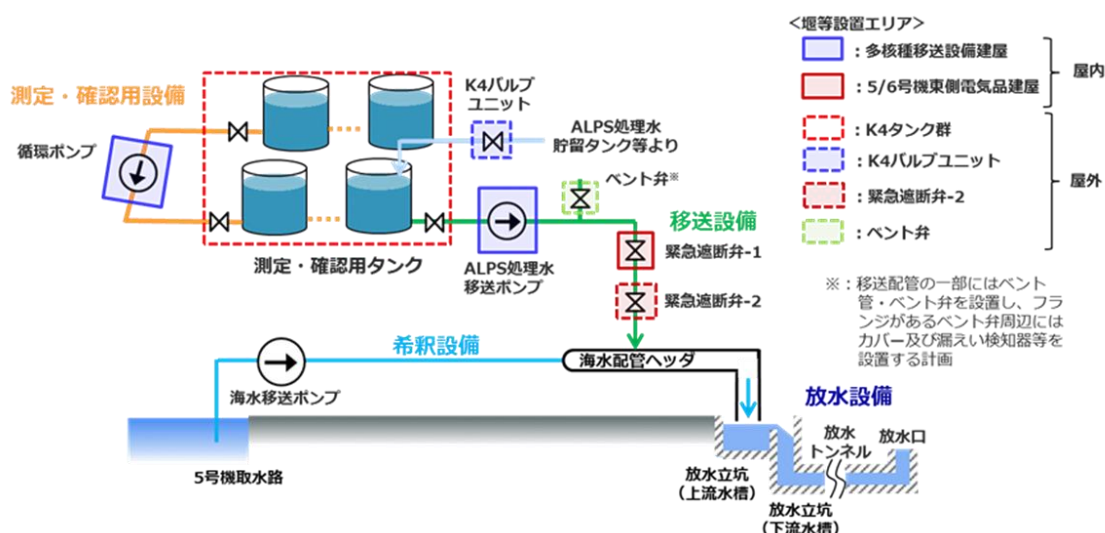 測定・確認用設備
循環ポンプ
K4バルブ
ユニット
ALPS処理水
貯留タンク等より
測定・確認用タンク
ALPS処理水
移送ポンプ
ベント弁※
移送設備
緊急遮断弁-1
緊急遮断弁-2
希釈設備
海水移送ポンプ
海水配管ヘッダ
5号機取水路
放水設備
放水立坑
(上流水槽)
放水
トンネル
放水口
放水立坑
(下流水槽)
<堰等設置エリア>
:多核種移送設備建屋
:5/6号機東側電気品建屋
屋内
:K4タンク群
:K4バルブユニット
:緊急遮断弁-2
:ベント弁
屋外
※:移送配管の一部にはベント
管・ベント弁を設置し、フラ
ンジがあるベント弁周辺には
カバー及び漏えい検知器等を
設置する計画